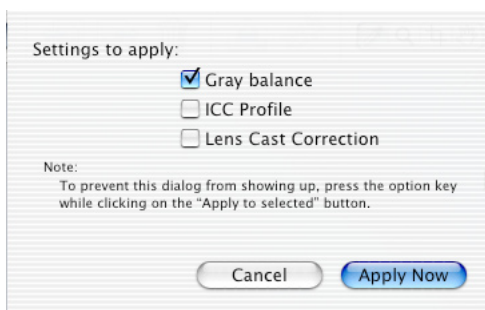 Settings to apply:
Gray balance
ICC Profile
Lens Cast Correction
Note:
To prevent this dialog from showing up, press the option key
while clicking on the “Apply to selected” button.
Cancel
Apply Now